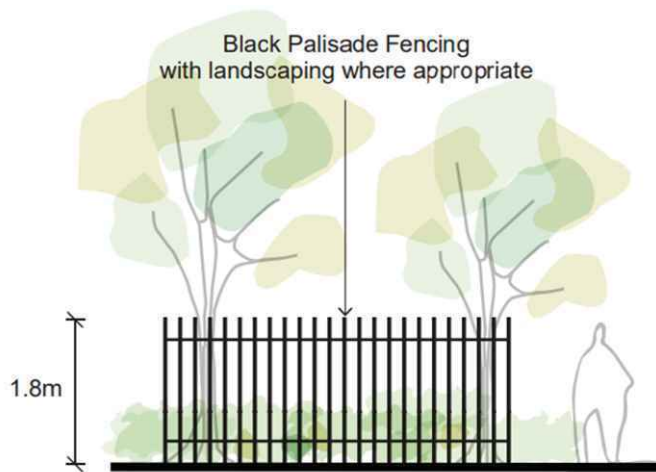 Black Palisade Fencing
with landscaping where appropriate
1.8m